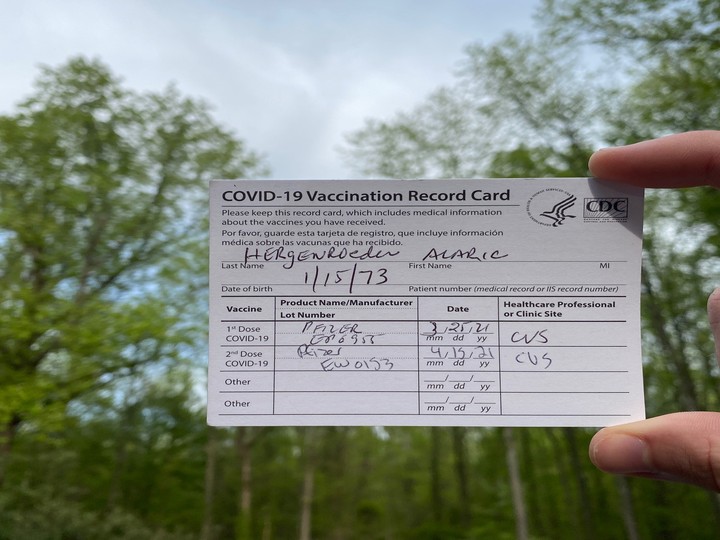 COVID-19 Vaccination Record Card
CDC
Please keep this record card, which includes medical information
about the vaccines you have received.
Por favor, guarde esta tarjeta de registro, que incluye información
médica sobre las vacunas que ha recibido.
HERgenRoeder ALARIC
Last Name First Name MI
1/15/73
Date of birth Patient number (medical record or IIS record number)
Vaccine Product Name/Manufacturer Date Healthcare Professional
Lot Number or Clinic Site
1st Dose PFIZER 3/25/21 CVS
COVID-19 mm dd yy
2nd Dose Pfizer 4/15/21 CVS
COVID-19 EW0153 mm dd yy
Other
mm dd yy
Other
mm dd yy